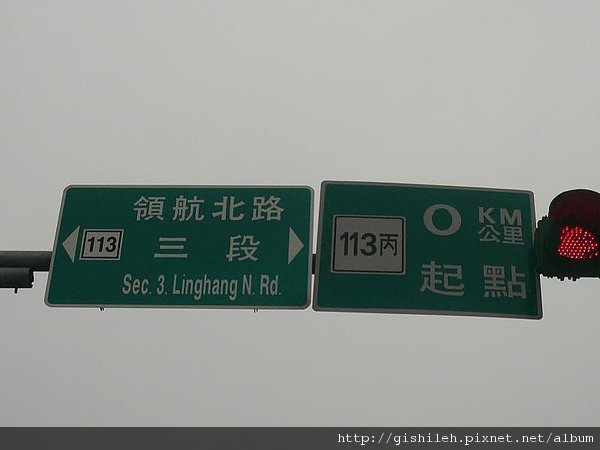 領航北路
113
三段
Sec. 3. Linghang N. Rd.
113丙
0 KM
公里
起點
http://gishileh.pixnet.net/album